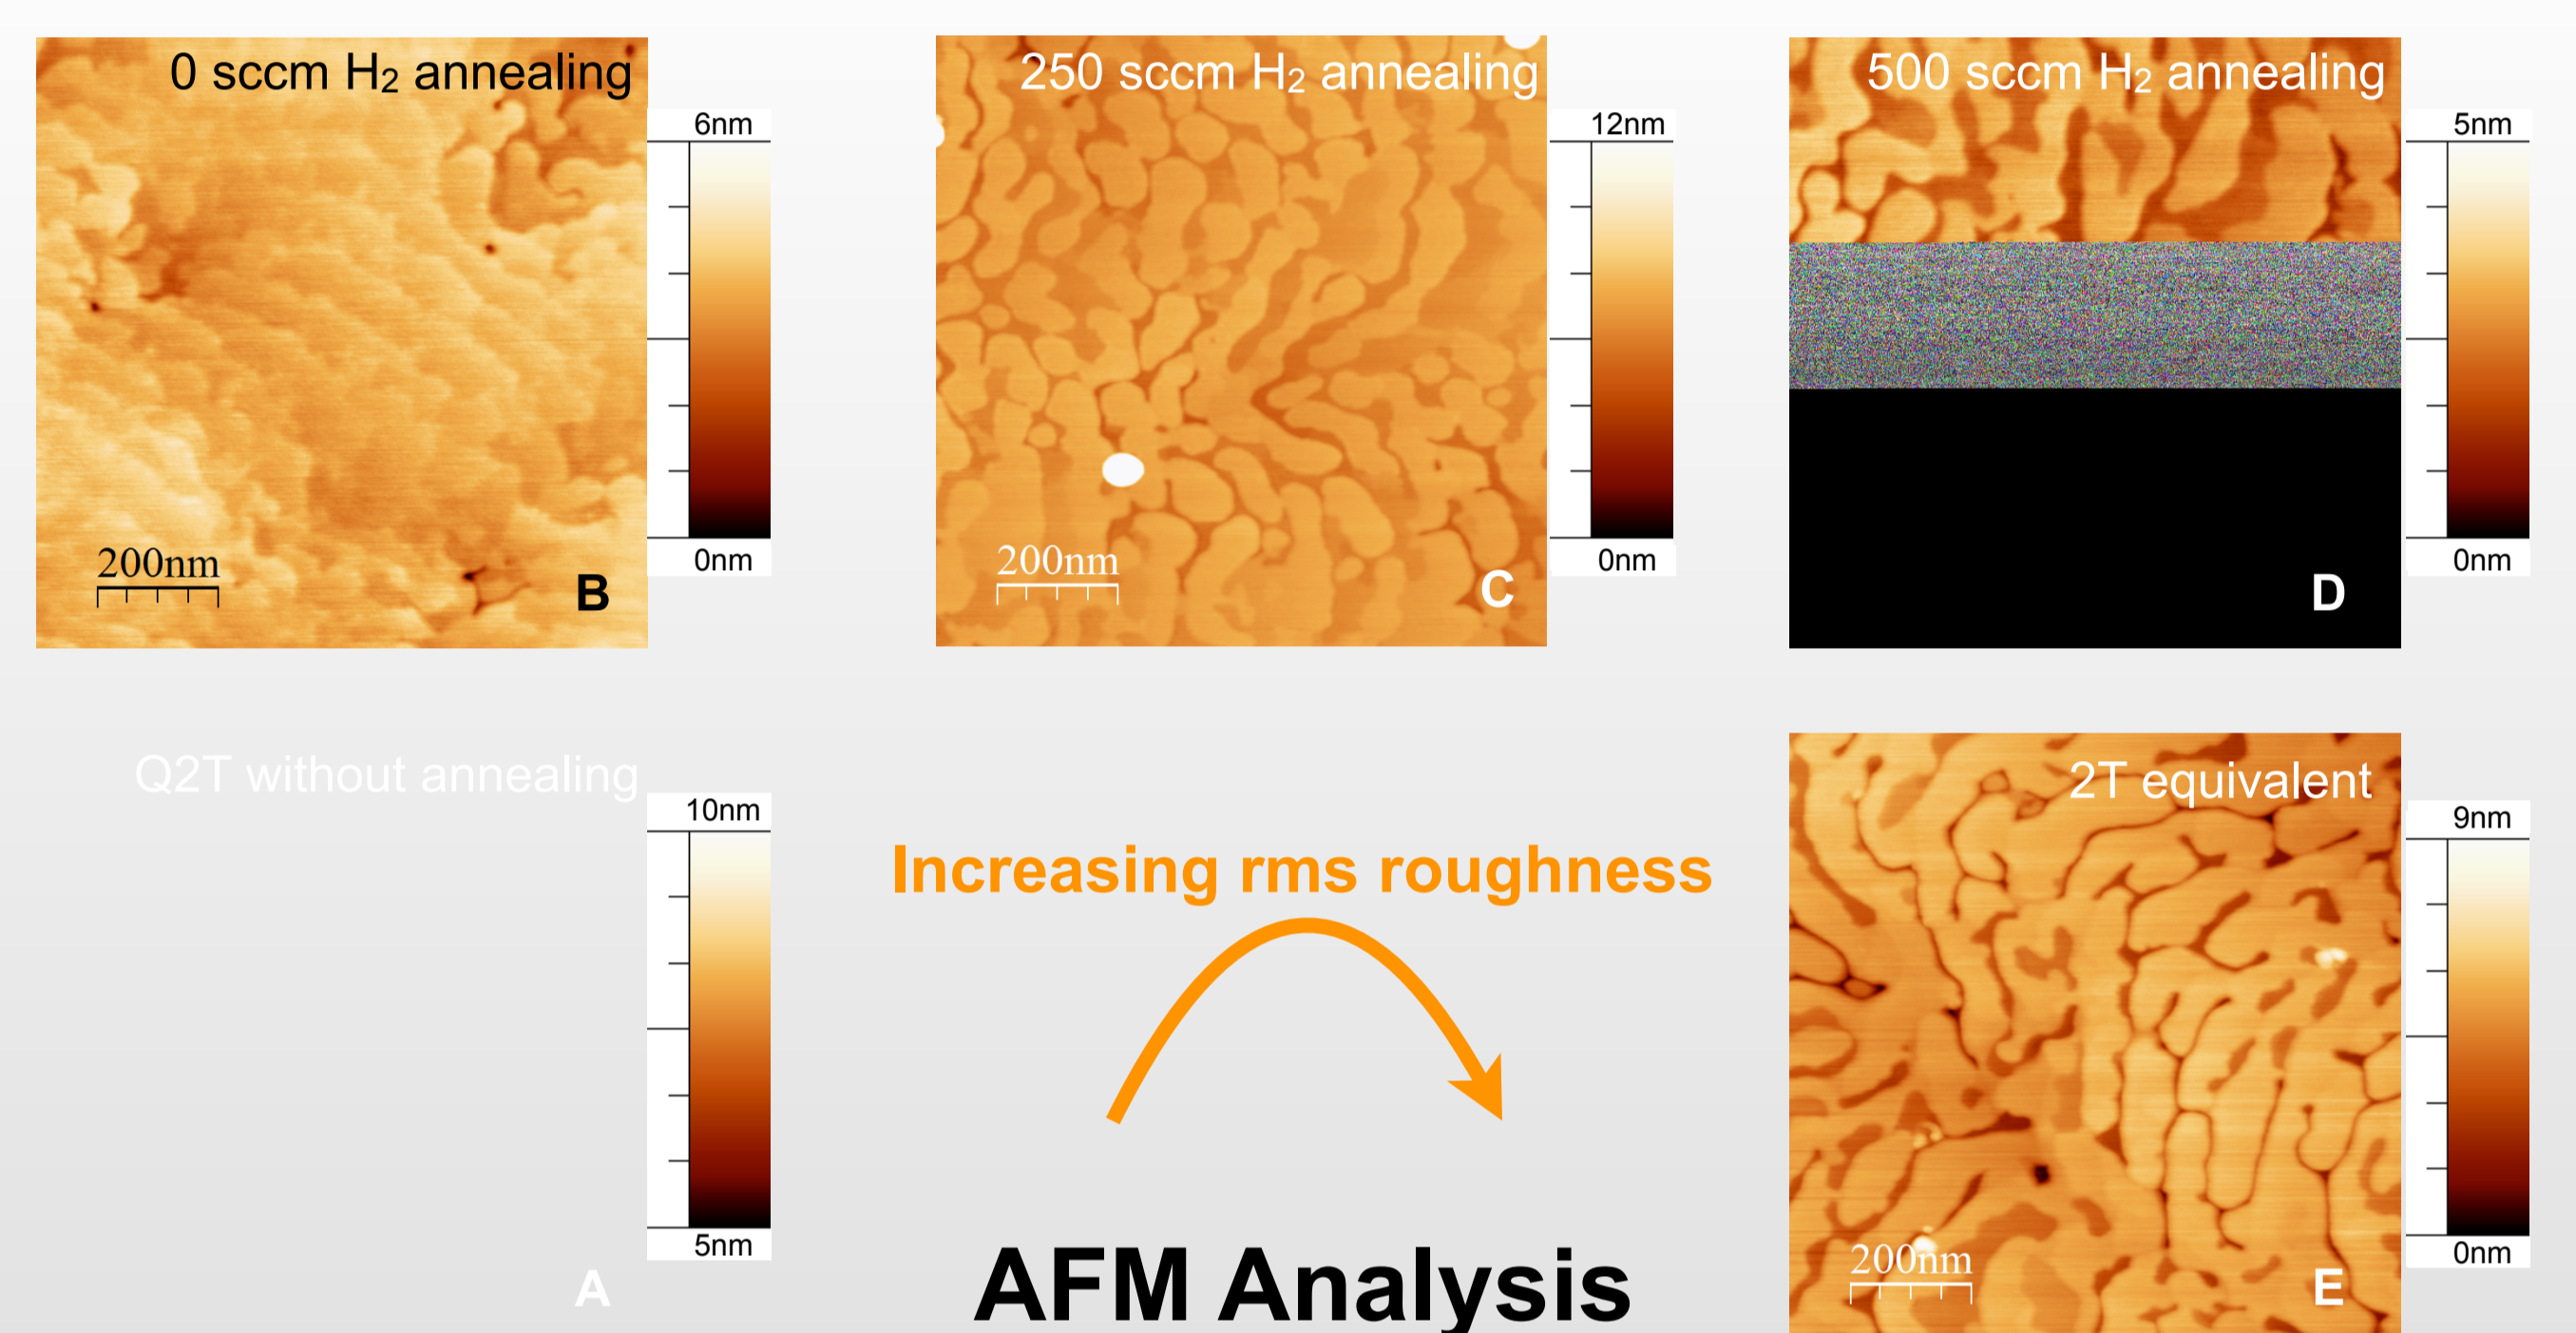 0 sccm H₂ annealing
6nm
0nm
200nm
B
250 sccm H₂ annealing
12nm
0nm
200nm
C
500 sccm H₂ annealing
5nm
0nm
D
Q2T without annealing
10nm
5nm
A
Increasing rms roughness
AFM Analysis
2T equivalent
9nm
0nm
200nm
E